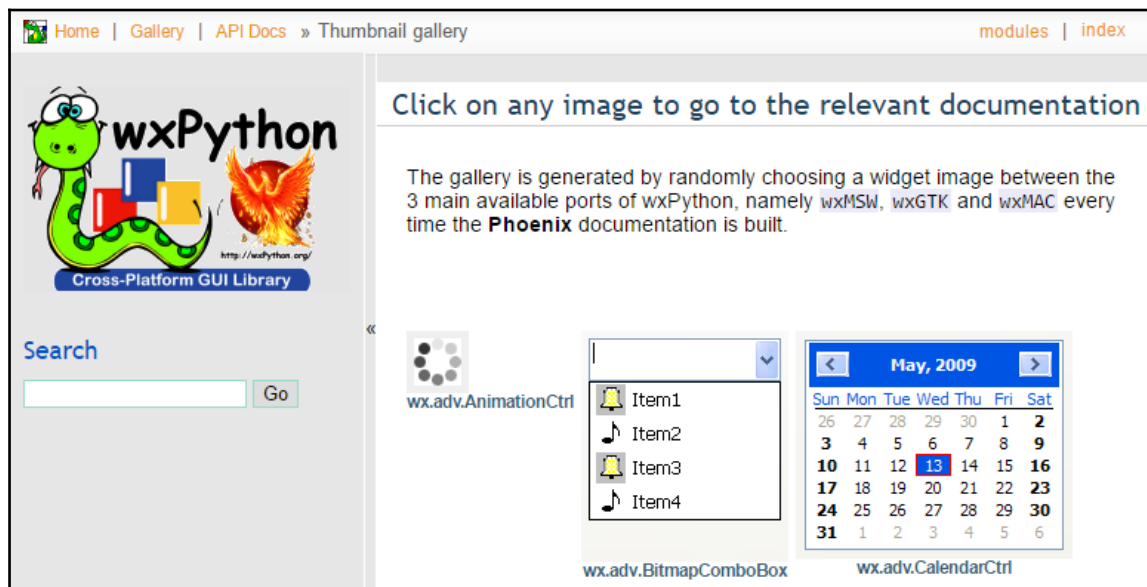 Home | Gallery | API Docs » Thumbnail gallery
modules | index
wxPython
http://wxPython.org/
Cross-Platform GUI Library
Search
Go
«
Click on any image to go to the relevant documentation
The gallery is generated by randomly choosing a widget image between the
3 main available ports of wxPython, namely wxMSW, wxGTK and wxMAC every
time the Phoenix documentation is built.
wx.adv.AnimationCtrl
Item1
Item2
Item3
Item4
wx.adv.BitmapComboBox
May, 2009
Sun Mon Tue Wed Thu Fri Sat
26 27 28 29 30 1 2
3 4 5 6 7 8 9
10 11 12 13 14 15 16
17 18 19 20 21 22 23
24 25 26 27 28 29 30
31 1 2 3 4 5 6
wx.adv.CalendarCtrl